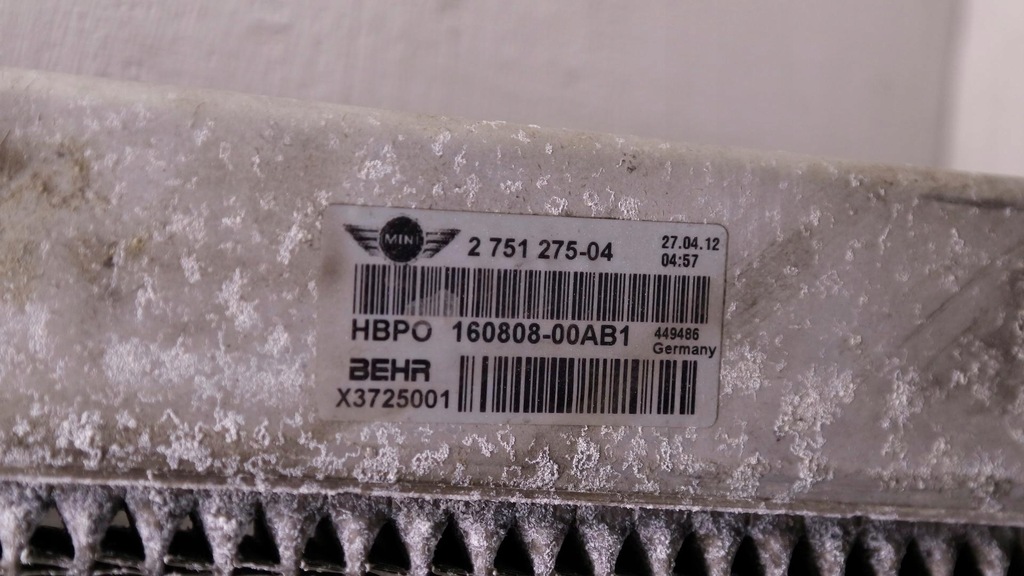 MINI 2 751 275-04 27.04.12
04:57
HBPO 160808-00AB1 449486
Germany
BEHR
X3725001